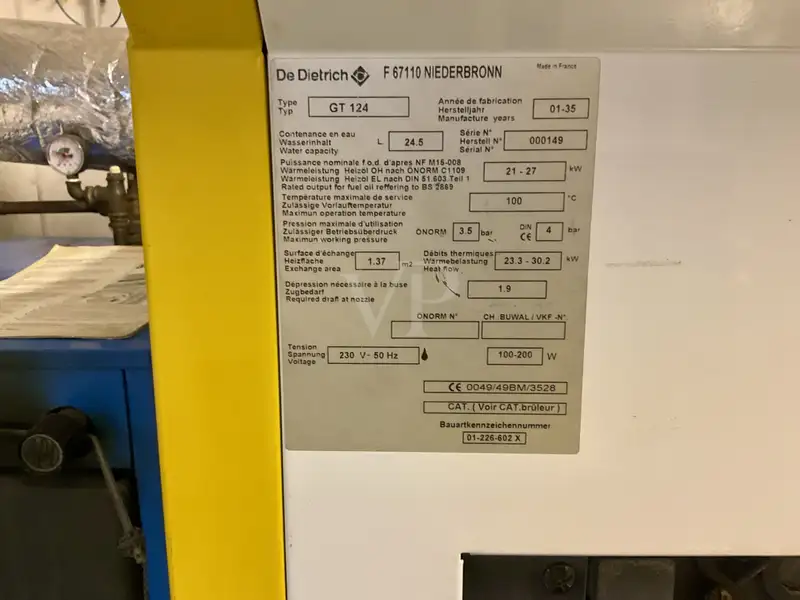 De Dietrich F 67110 NIEDERBRONN Made in France
Type
Typ
GT 124
Année de fabrication
Herstelljahr
Manufacture years
01-35
Contenance en eau
Wasserinhalt
Water capacity
L 24.5
Série N°
Herstell N°
Sérial N°
000149
Puissance nominale f.o.d. d'apres NF M15-008
Wärmeleistung Heizöl OH nach ÖNORM C1109
Wärmeleistung Heizöl EL nach DIN 51.603.Teil 1
Rated output for fuel oil reffering to BS 2869
21 - 27 kW
Température maximale de service
Zulässige Vorlauftemperatur
Maximun operation temperature
100 °C
Pression maximale d'utilisation
Zulässiger Betriebsüberdruck
Maximun working pressure
ÖNORM 3.5 bar
DIN
CE
4 bar
Surface d'échange
Heizfläche
Exchange area
1.37 m2
Débits thermiques
Wärmebelastung
Heat flow
23.3 - 30.2 kW
Dépression nécessaire à la buse
Zugbedarf
Required draft at nozzle
1.9
ÖNORM N° CH.BUWAL / VKF -N°.
Tension
Spannung
Voltage
230 V~ 50 Hz
100-200 W
CE 0049/49BM/3528
CAT. ( Voir CAT.brûleur )
Bauartkennzeichennummer
01-226-602 X
VP